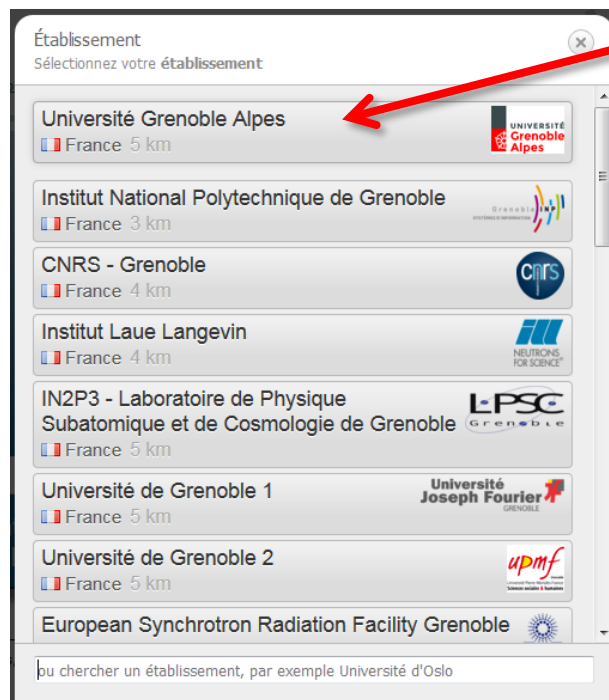 Établissement
Sélectionnez votre établissement
Université Grenoble Alpes
UNIVERSITÉ
Grenoble
Alpes
France 5 km
Institut National Polytechnique de Grenoble
Grenoble INP
France 3 km
CNRS - Grenoble
cnrs
France 4 km
Institut Laue Langevin
NEUTRONS
FOR SCIENCE
France 4 km
IN2P3 - Laboratoire de Physique
Subatomique et de Cosmologie de Grenoble
LPSC
Grenoble
France 5 km
Université de Grenoble 1
Université
Joseph Fourier
GRENOBLE
France 5 km
Université de Grenoble 2
upmf
France 5 km
European Synchrotron Radiation Facility Grenoble
ou chercher un établissement, par exemple Université d'Oslo